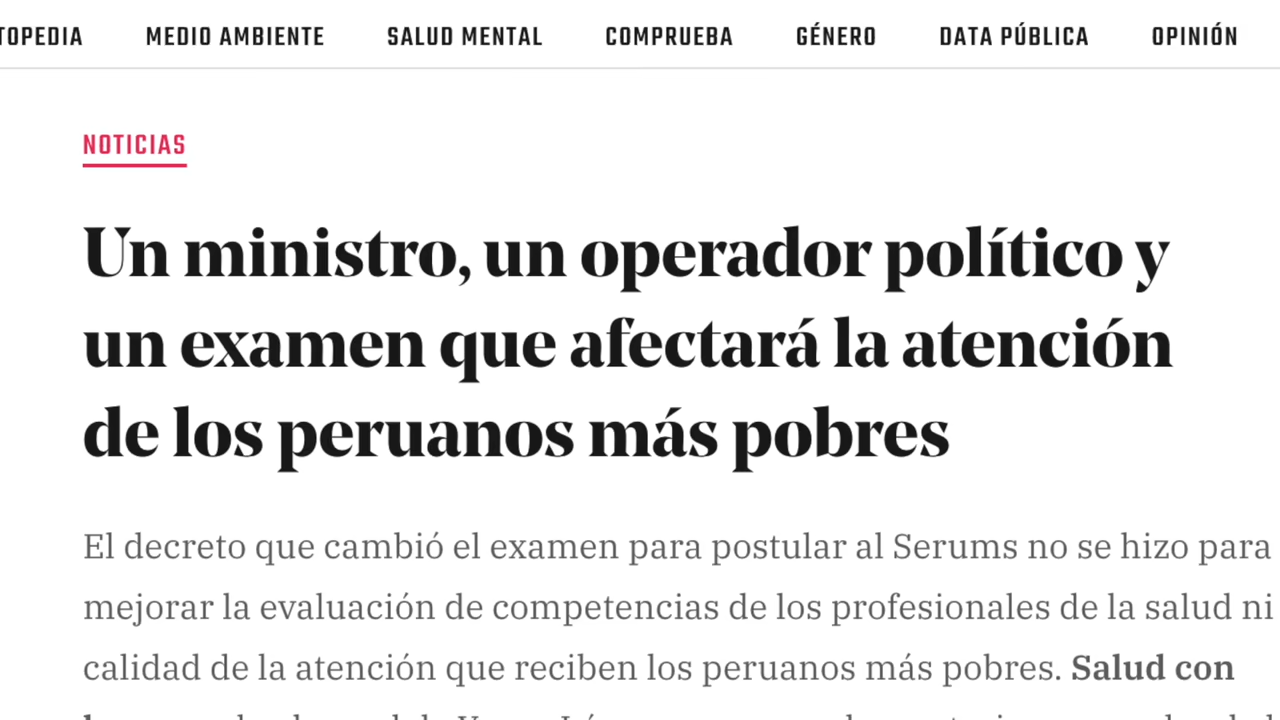 TOPEDIA MEDIO AMBIENTE SALUD MENTAL COMPRUEBA GÉNERO DATA PÚBLICA OPINIÓN
NOTICIAS
Un ministro, un operador político y
un examen que afectará la atención
de los peruanos más pobres
El decreto que cambió el examen para postular al Serums no se hizo para
mejorar la evaluación de competencias de los profesionales de la salud ni
calidad de la atención que reciben los peruanos más pobres. Salud con